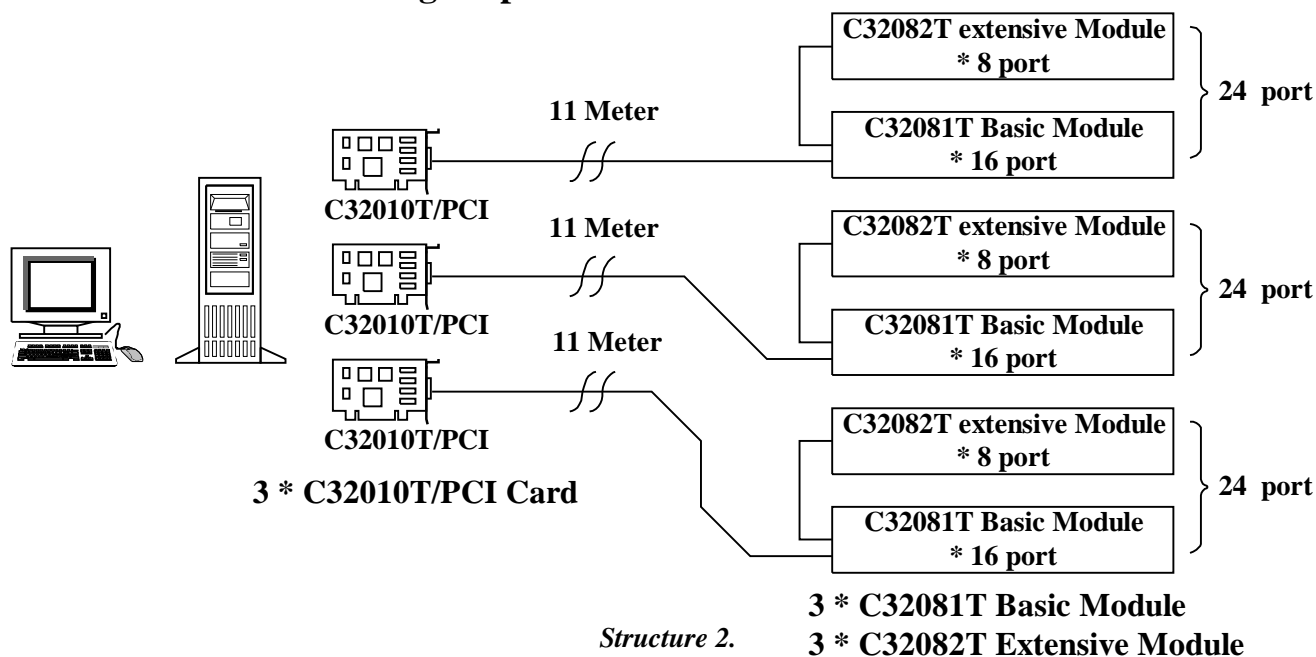 C32082T extensive Module
* 8 port
24 port
11 Meter
C32081T Basic Module
* 16 port
C32010T/PCI
11 Meter
C32082T extensive Module
* 8 port
24 port
C32010T/PCI
C32081T Basic Module
* 16 port
11 Meter
C32010T/PCI
C32082T extensive Module
* 8 port
24 port
3 * C32010T/PCI Card
C32081T Basic Module
* 16 port
3 * C32081T Basic Module
Structure 2.
3 * C32082T Extensive Module